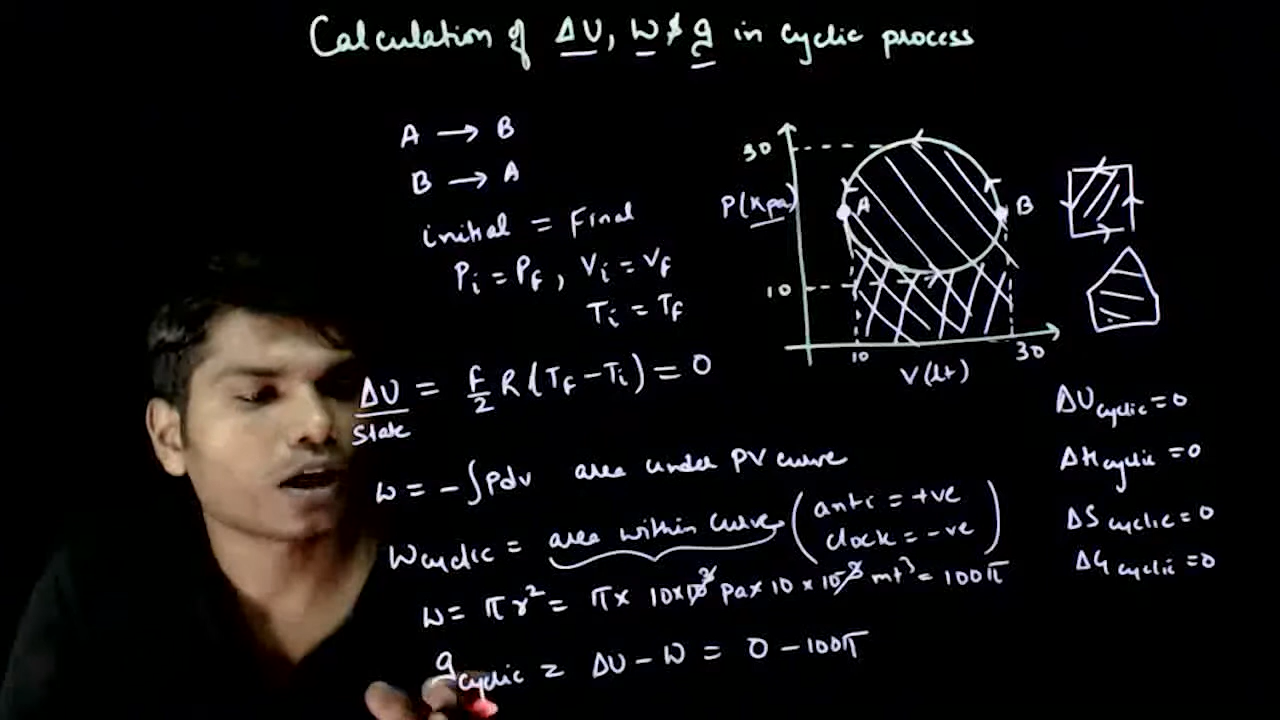 Calculation of ΔU, W & q in cyclic process
A → B
B → A
initial = Final
Pi = PF, Vi = VF
Ti = TF
ΔU = F/2 R(TF − Ti) = 0
State
W = −∫Pdv area under PV curve
Wcyclic = area within curve (anti = +ve
clock = −ve)
W = πr² = π × 10×10³ Pa × 10 × 10⁻³ mt³ = 100π
qcyclic = ΔU − W = 0 − 100π
30
P(Kpa)
A
B
10
10
30
V(lt)
ΔUcyclic = 0
ΔHcyclic = 0
ΔScyclic = 0
ΔGcyclic = 0